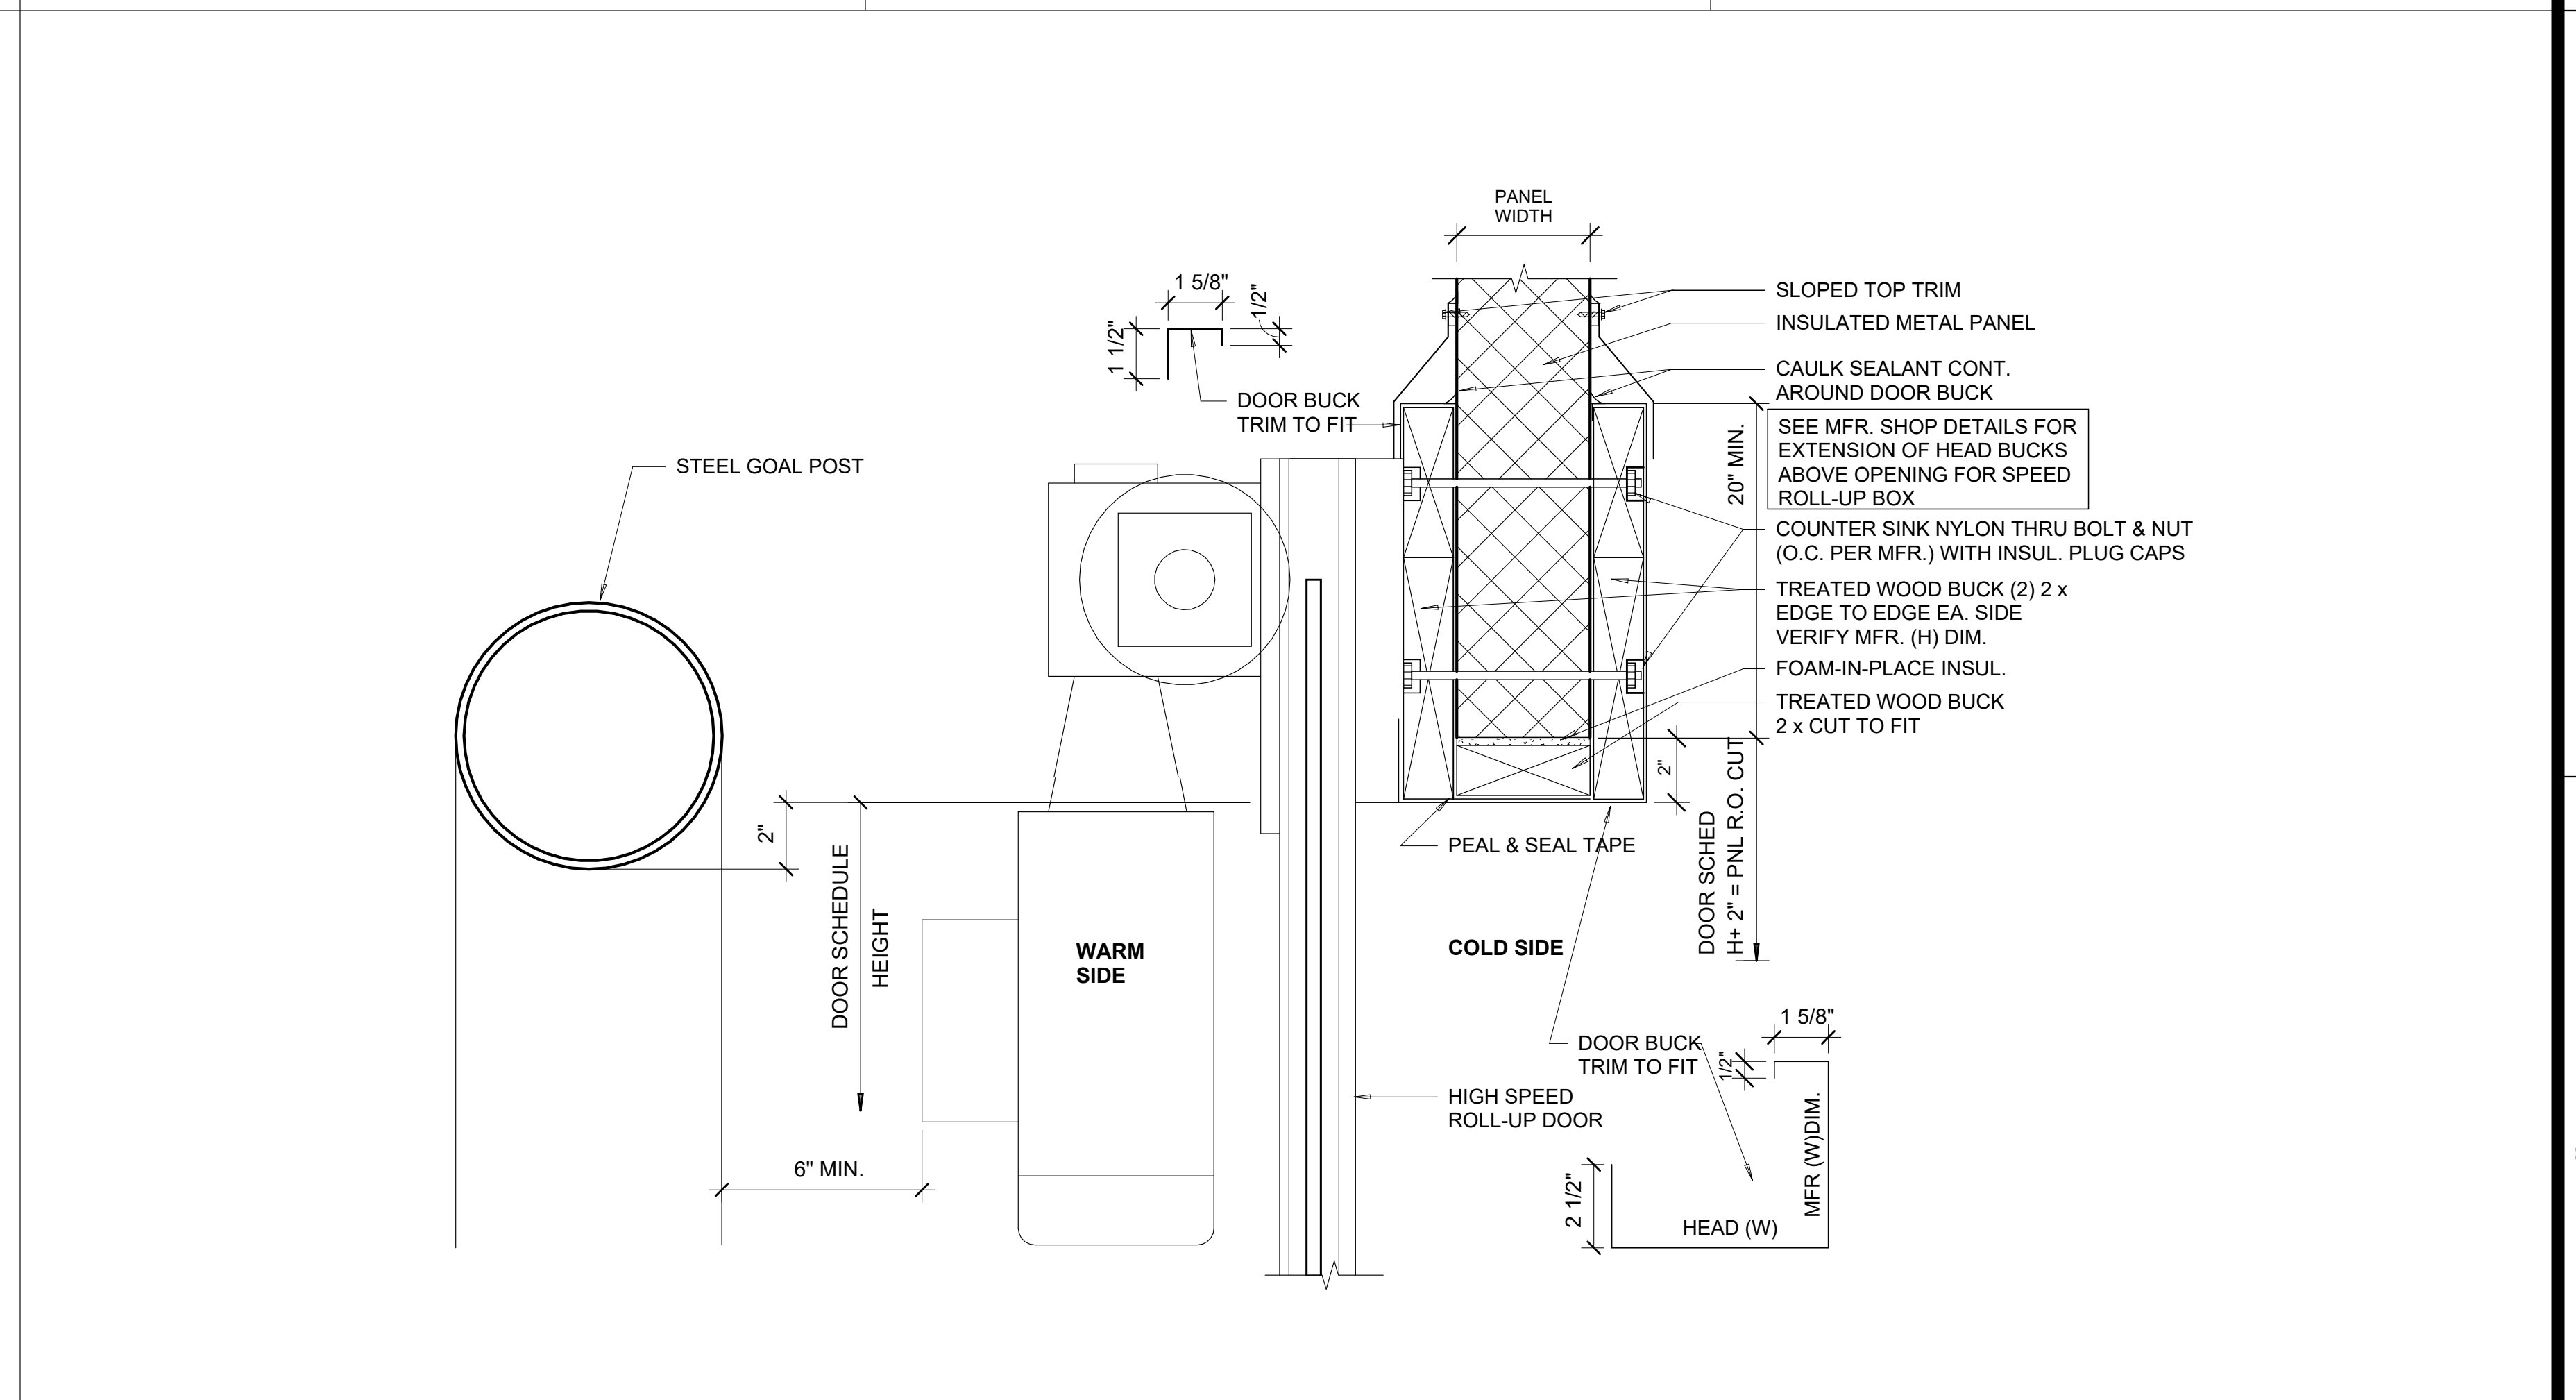 PANEL
WIDTH
1 5/8"
1/2"
1 1/2"
DOOR BUCK
TRIM TO FIT
STEEL GOAL POST
SLOPED TOP TRIM
INSULATED METAL PANEL
CAULK SEALANT CONT.
AROUND DOOR BUCK
20" MIN.
SEE MFR. SHOP DETAILS FOR
EXTENSION OF HEAD BUCKS
ABOVE OPENING FOR SPEED
ROLL-UP BOX
COUNTER SINK NYLON THRU BOLT & NUT
(O.C. PER MFR.) WITH INSUL. PLUG CAPS
TREATED WOOD BUCK (2) 2 x
EDGE TO EDGE EA. SIDE
VERIFY MFR. (H) DIM.
FOAM-IN-PLACE INSUL.
TREATED WOOD BUCK
2 x CUT TO FIT
2"
2"
PEAL & SEAL TAPE
DOOR SCHEDULE
HEIGHT
DOOR SCHED
H+ 2" = PNL R.O. CUT
WARM
SIDE
COLD SIDE
6" MIN.
HIGH SPEED
ROLL-UP DOOR
DOOR BUCK
TRIM TO FIT
1 5/8"
1/2"
MFR (W)DIM.
2 1/2"
HEAD (W)